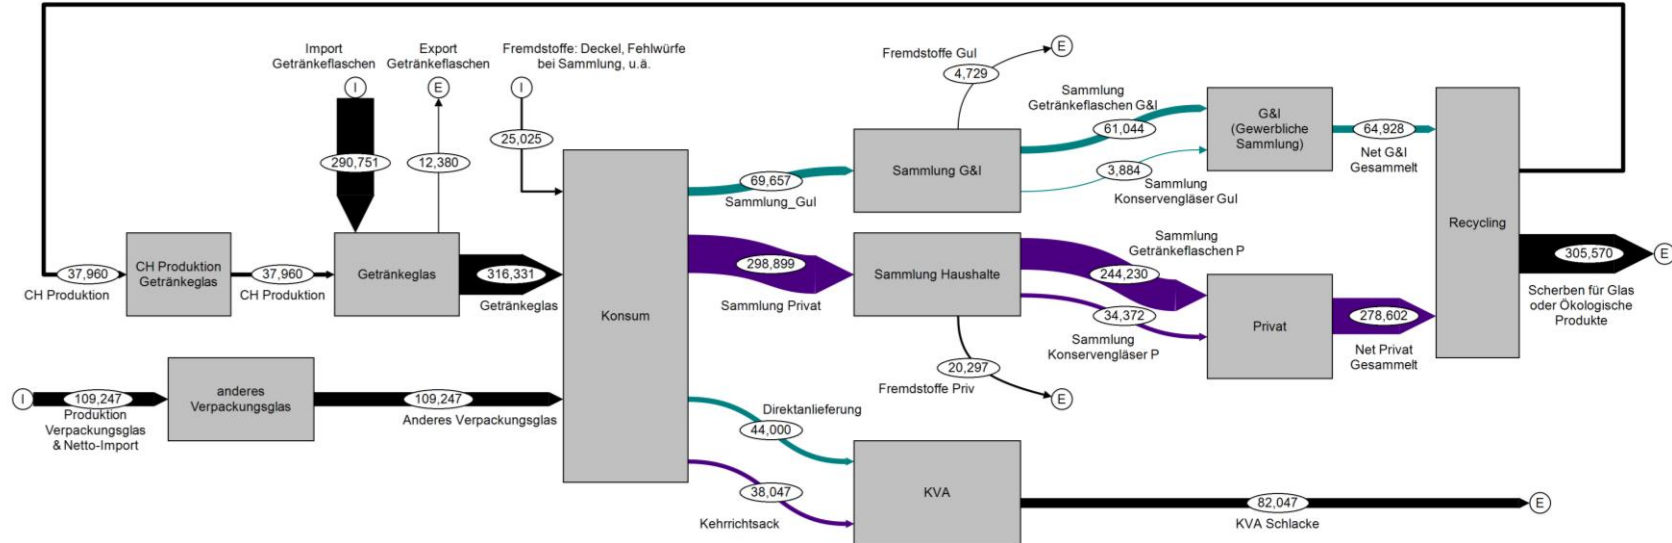 Import
Getränkeflaschen
I
290,751
Export
Getränkeflaschen
E
12,380
Fremdstoffe: Deckel, Fehlwürfe
bei Sammlung, u.ä.
I
25,025
Fremdstoffe GuI
4,729
E
Sammlung
Getränkeflaschen G&I
61,044
3,884
Sammlung
Konservengläser GuI
G&I
(Gewerbliche
Sammlung)
64,928
Net G&I
Gesammelt
Recycling
69,657
Sammlung_GuI
Sammlung G&I
37,960
CH Produktion
CH Produktion
Getränkeglas
37,960
CH Produktion
Getränkeglas
316,331
Getränkeglas
Konsum
298,899
Sammlung Privat
Sammlung Haushalte
Sammlung
Getränkeflaschen P
244,230
34,372
Sammlung
Konservengläser P
Privat
278,602
Net Privat
Gesammelt
305,570
E
Scherben für Glas
oder Ökologische
Produkte
Fremdstoffe Priv
20,297
E
I
109,247
Produktion
Verpackungsglas
& Netto-Import
anderes
Verpackungsglas
109,247
Anderes Verpackungsglas
Direktanlieferung
44,000
38,047
Kehrrichtsack
KVA
82,047
KVA Schlacke
E